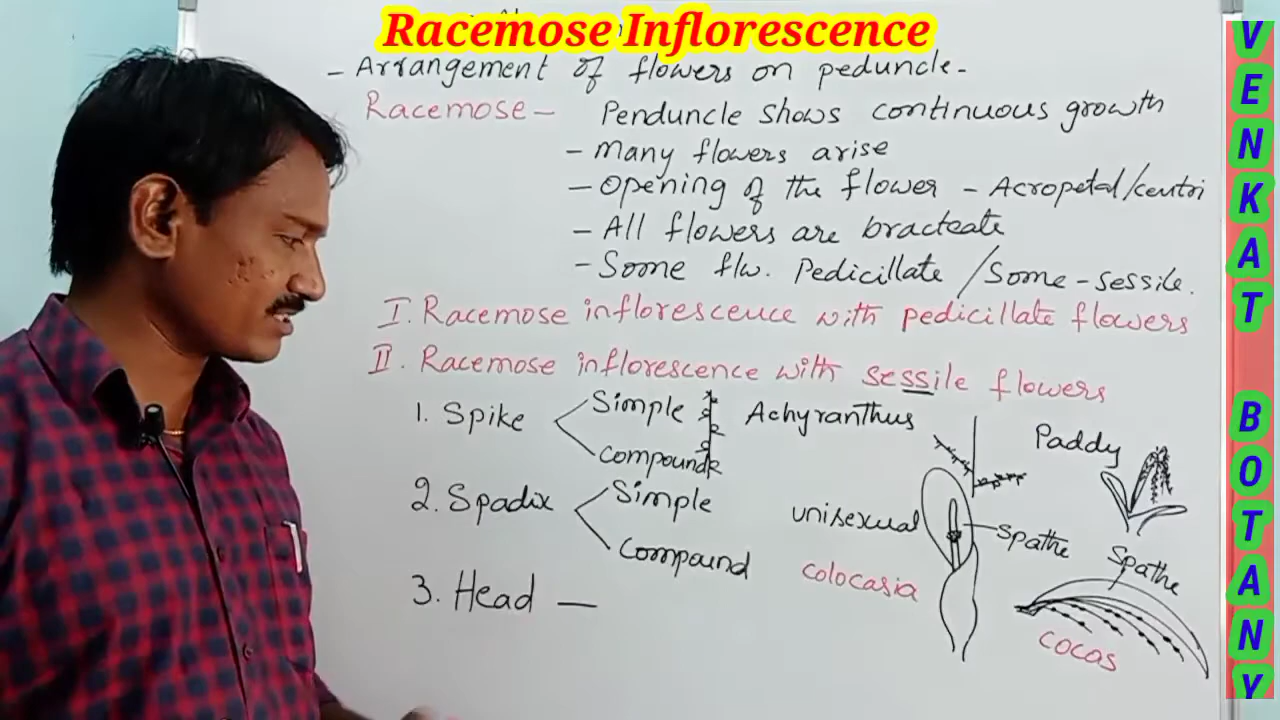 Racemose Inflorescence
- Arrangement of flowers on peduncle -
Racemose - Penduncle shows continuous growth
- Many flowers arise
- Opening of the flower - Acropetal/centri
- All flowers are bracteate
- Some flw. Pedicillate / Some - sessile.
I. Racemose inflorescence with pedicillate flowers
II. Racemose inflorescence with sessile flowers
1. Spike
Simple
Achyranthus
compound
Paddy
2. Spadix
Simple
compound
unisexual
Spathe
colocasia
Spathe
cocas
3. Head —
VENKAT BOTANY